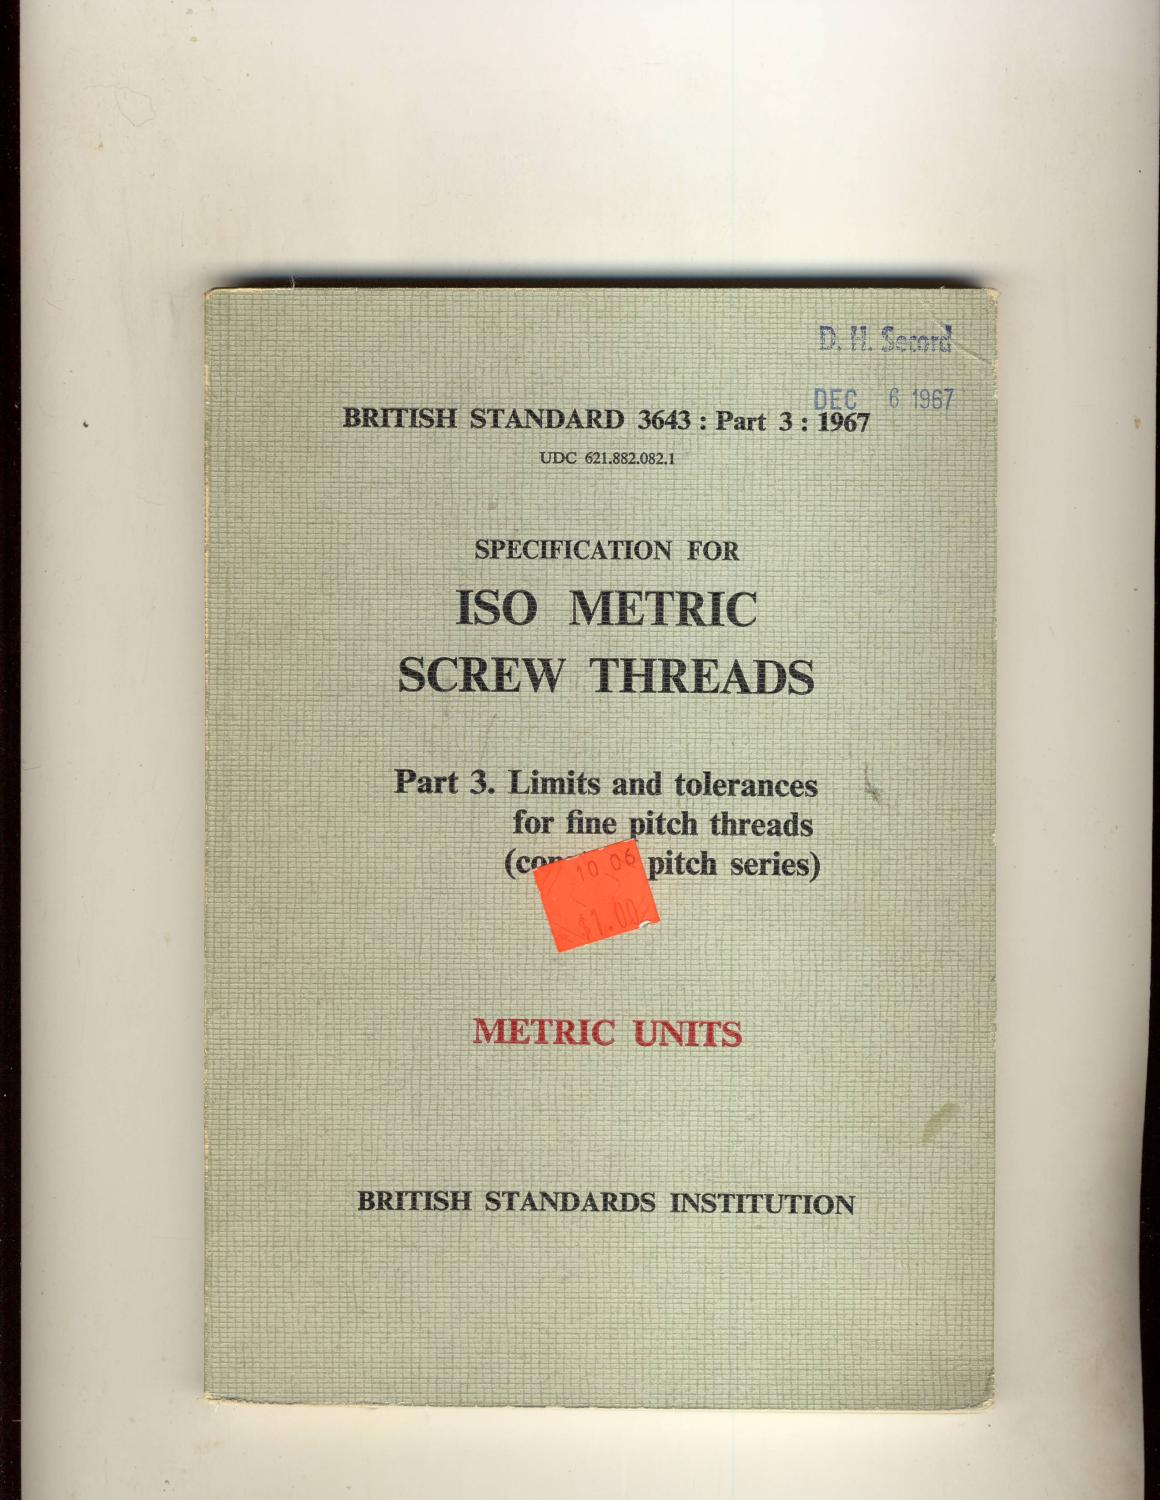 D. H. Secord
DEC 6 1967
BRITISH STANDARD 3643 : Part 3 : 1967
UDC 621.882.082.1
SPECIFICATION FOR
ISO METRIC
SCREW THREADS
Part 3. Limits and tolerances
for fine pitch threads
pitch series)
10 06
$1.00
METRIC UNITS
BRITISH STANDARDS INSTITUTION